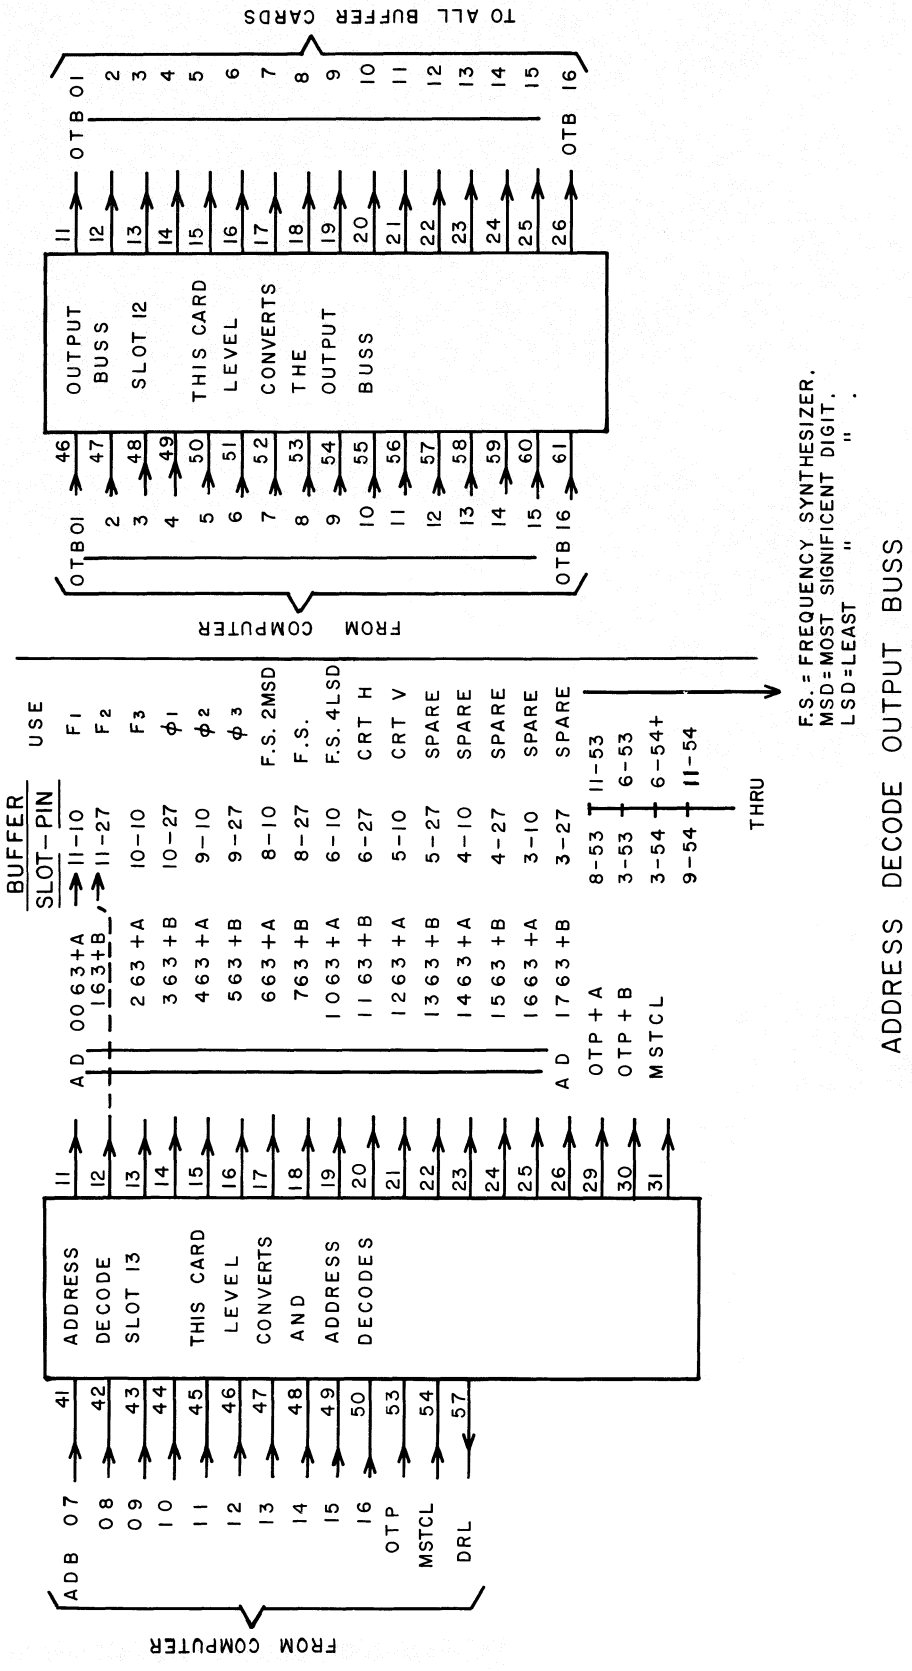 FROM COMPUTER
ADB 07
08
09
10
11
12
13
14
15
16
OTP
MSTCL
DRL
41
42
43
44
45
46
47
48
49
50
53
54
57
ADDRESS
DECODE
SLOT 13
THIS CARD
LEVEL
CONVERTS
AND
ADDRESS
DECODES
11
12
13
14
15
16
17
18
19
20
21
22
23
24
25
26
29
30
31
BUFFER
SLOT-PIN
USE
AD 0063+A 11-10 F1
163+B 11-27 F2
263+A 10-10 F3
363+B 10-27 ϕ1
463+A 9-10 ϕ2
563+B 9-27 ϕ3
663+A 8-10 F.S. 2MSD
763+B 8-27 F.S.
1063+A 6-10 F.S. 4LSD
1163+B 6-27 CRT H
1263+A 5-10 CRT V
1363+B 5-27 SPARE
1463+A 4-10 SPARE
1563+B 4-27 SPARE
1663+A 3-10 SPARE
AD 1763+B 3-27 SPARE
OTP+A 8-53 11-53
OTP+B 3-53 6-53
MSTCL 3-54 6-54+
9-54 11-54
THRU
FROM COMPUTER
OTB 01
2
3
4
5
6
7
8
9
10
11
12
13
14
15
OTB 16
46
47
48
49
50
51
52
53
54
55
56
57
58
59
60
61
OUTPUT
BUSS
SLOT 12
THIS CARD
LEVEL
CONVERTS
THE
OUTPUT
BUSS
11
12
13
14
15
16
17
18
19
20
21
22
23
24
25
26
OTB 01
2
3
4
5
6
7
8
9
10
11
12
13
14
15
OTB 16
TO ALL BUFFER CARDS
F.S. = FREQUENCY SYNTHESIZER.
MSD=MOST SIGNIFICENT DIGIT.
LSD=LEAST " " .
ADDRESS DECODE OUTPUT BUSS